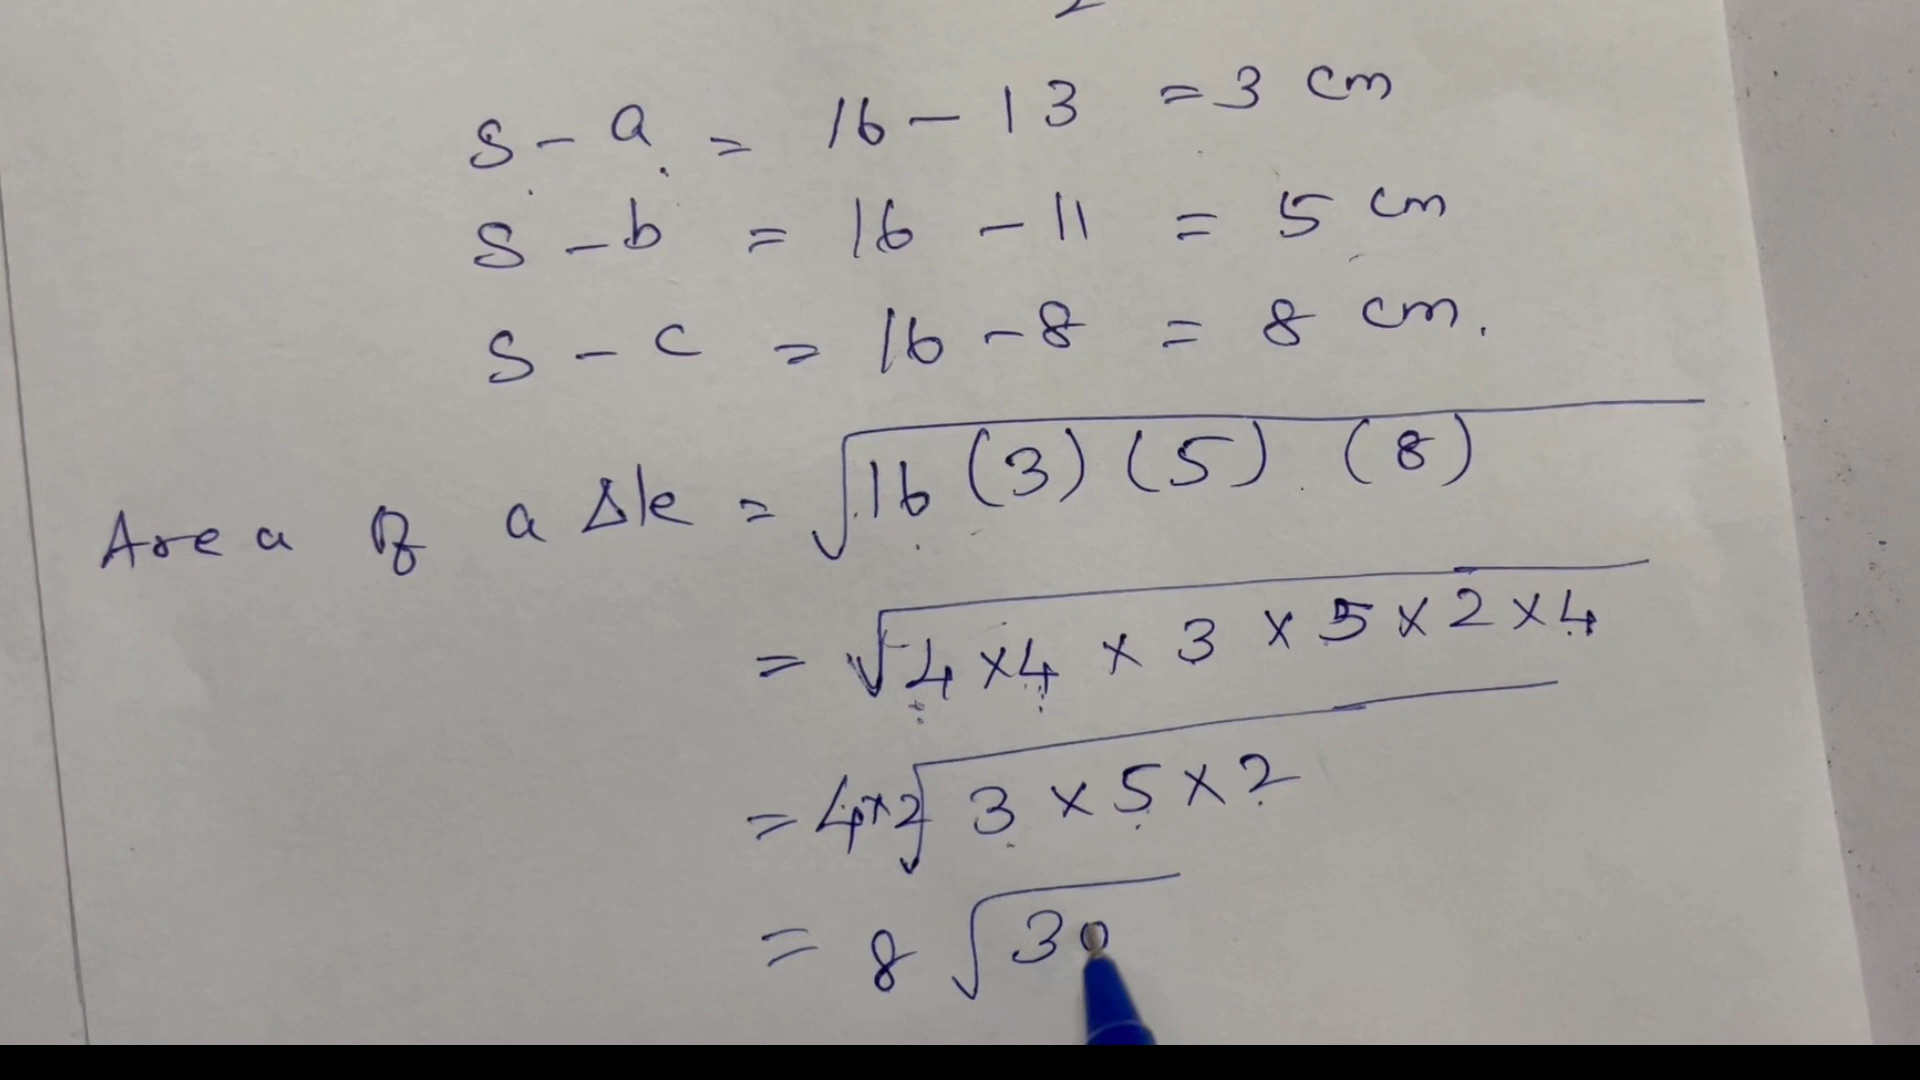 s - a = 16 - 13 = 3 cm
s - b = 16 - 11 = 5 cm
s - c = 16 - 8 = 8 cm.
Area of a Δle = √16 (3) (5) (8)
= √4 × 4 × 3 × 5 × 2 × 4
= 4×2√3 × 5 × 2
= 8 √30